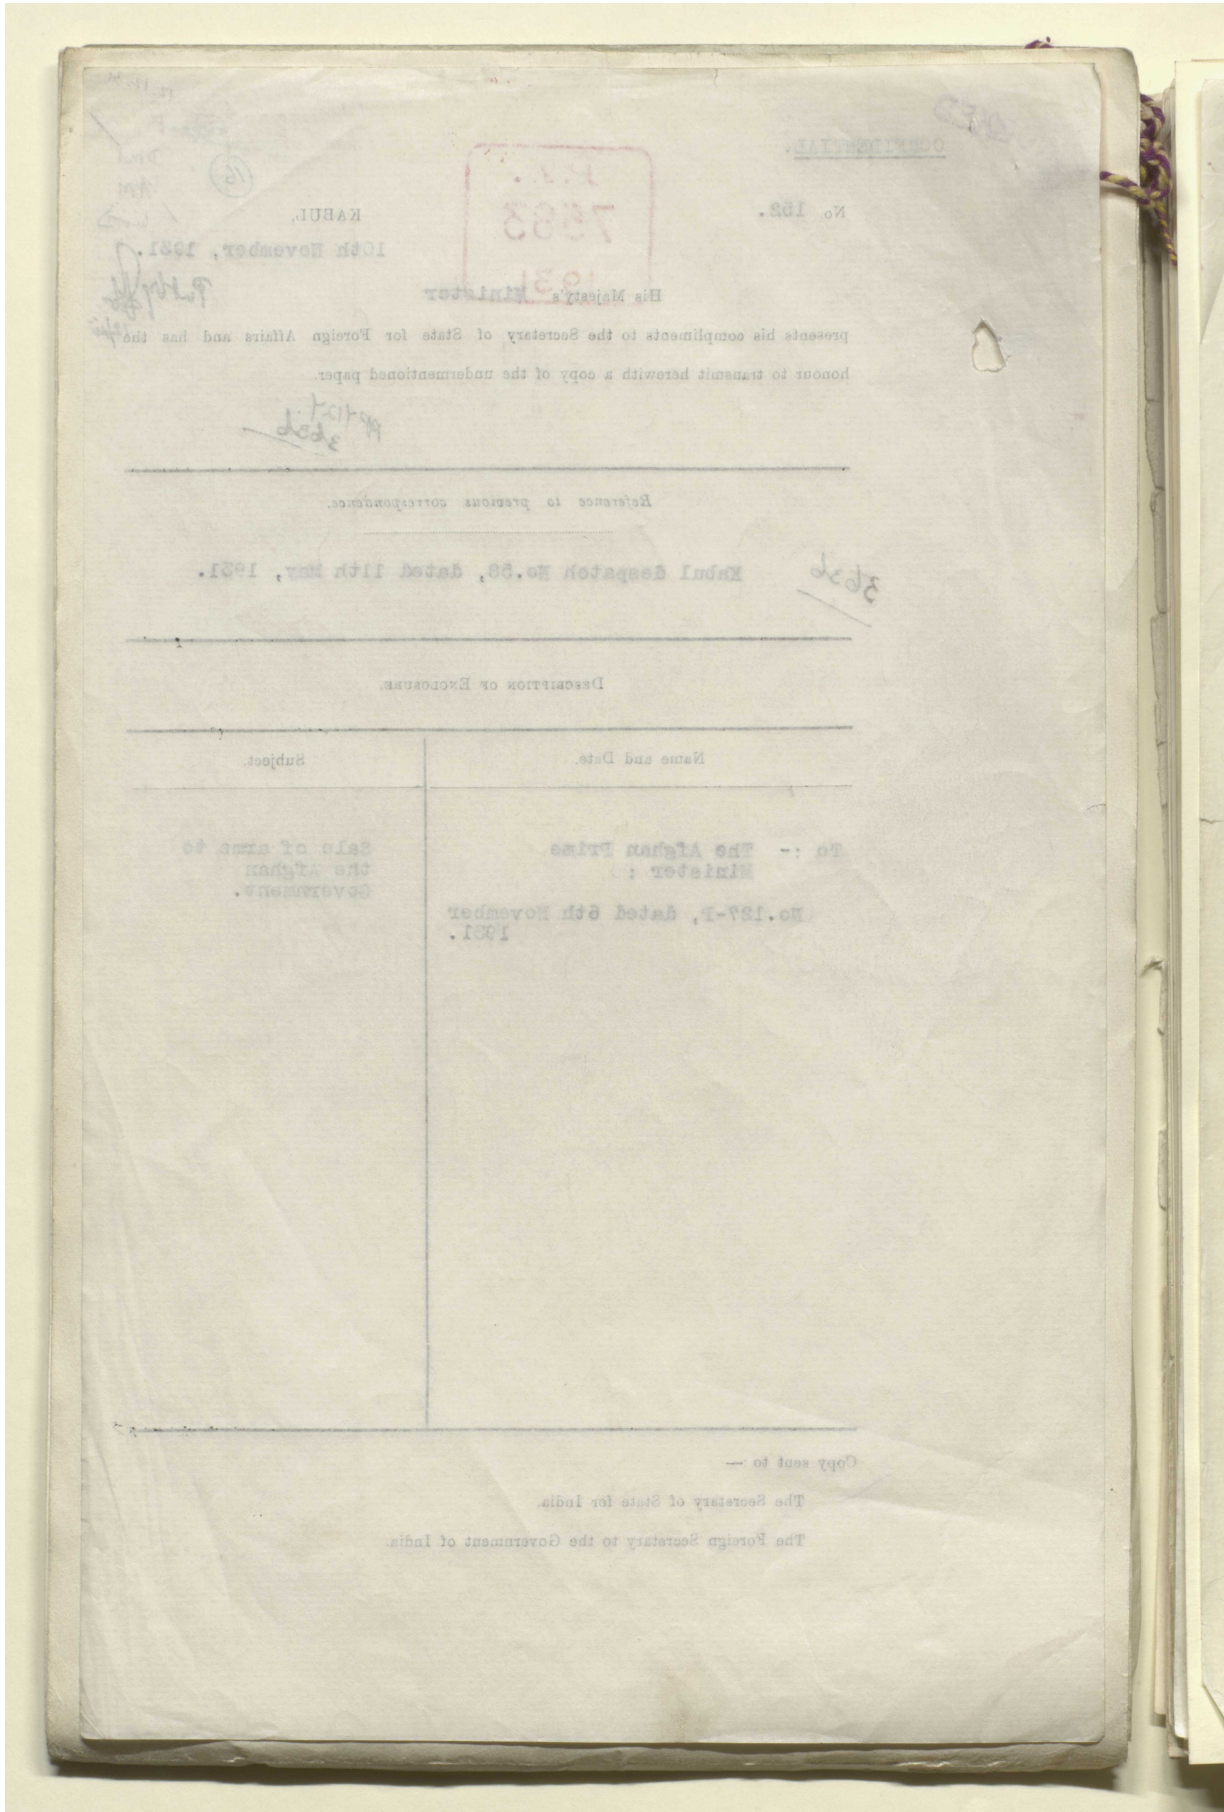 CONFIDENTIAL.
P.Z.
7583
1931
No. 152.
KABUL,
10th November, 1931.
His Majesty's Minister
presents his compliments to the Secretary of State for Foreign Affairs and has the
honour to transmit herewith a copy of the undermentioned paper.
3636
Reference to previous correspondence.
Kabul despatch No.58, dated 11th May, 1931.
3636
DESCRIPTION OF ENCLOSURE.
Name and Date.
Subject.
To :- The Afghan Prime
Minister ;
No.127-P, dated 6th November
1931.
Sale of arms to
the Afghan
Government.
Copy sent to :—
The Secretary of State for India.
The Foreign Secretary to the Government of India.